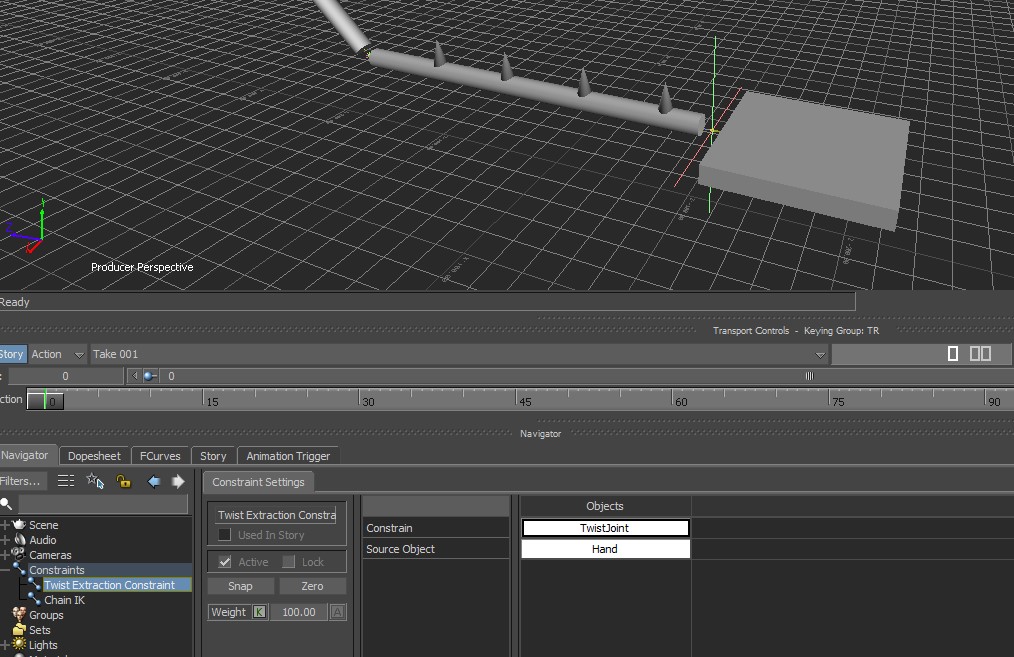 Producer Perspective
Ready
Transport Controls - Keying Group: TR
Story Action Take 001
: 0 0
ction 0 15 30 45 60 75 90
Navigator
Navigator Dopesheet FCurves Story Animation Trigger
Filters... Constraint Settings
Twist Extraction Constra
Used In Story
Active Lock
Snap Zero
Weight K 100.00 A
Objects
Constrain TwistJoint
Source Object Hand
Scene
Audio
Cameras
Constraints
Twist Extraction Constraint
Chain IK
Groups
Sets
Lights